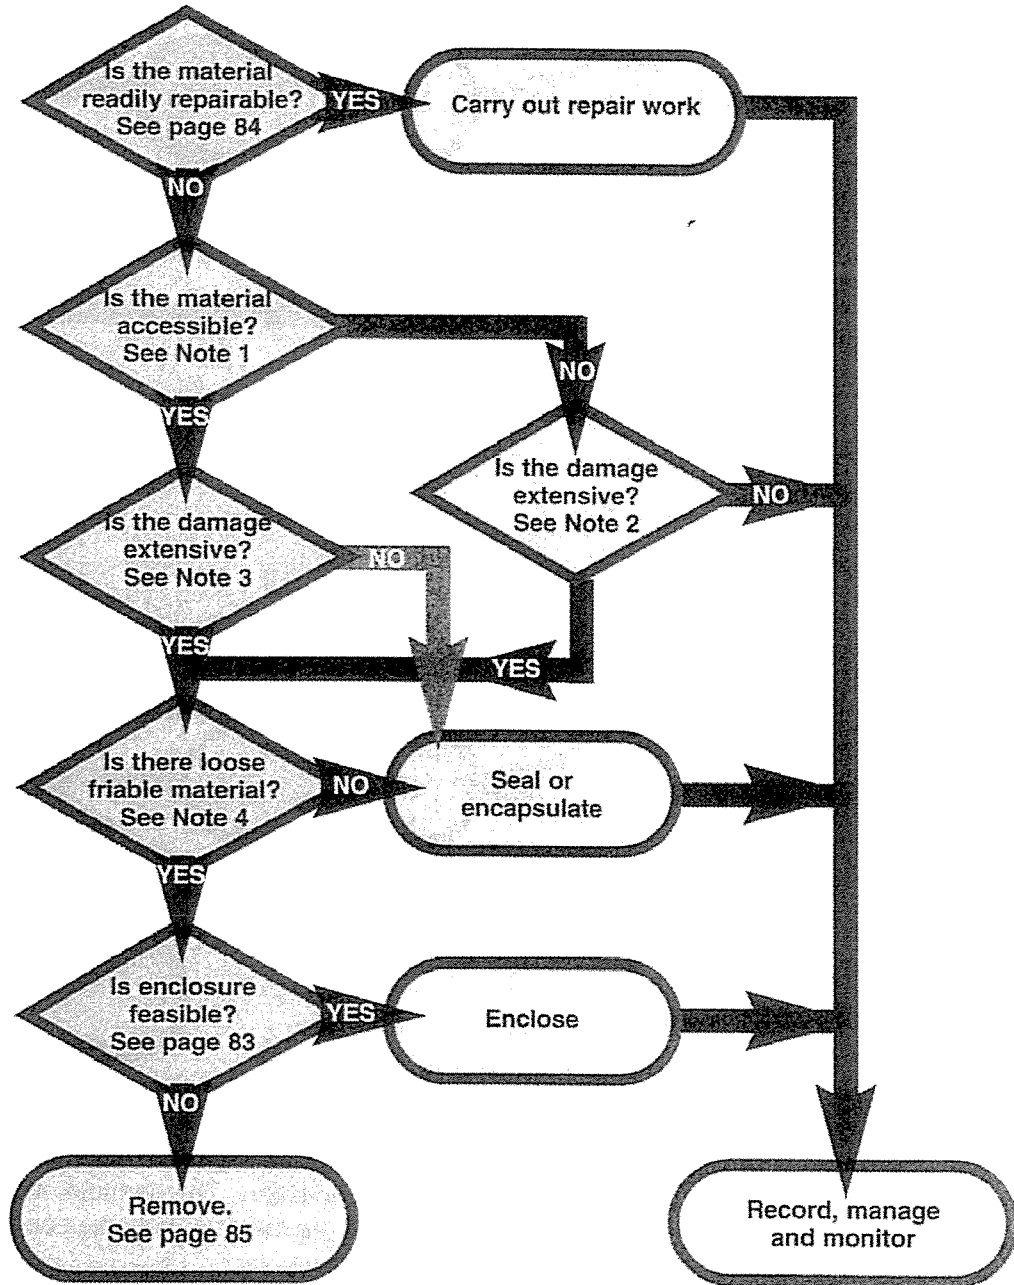 Is the material
readily repairable?
See page 84
YES
Carry out repair work
NO
Is the material
accessible?
See Note 1
NO
YES
Is the damage
extensive?
See Note 2
NO
Is the damage
extensive?
See Note 3
NO
YES
YES
Is there loose
friable material?
See Note 4
NO
Seal or
encapsulate
YES
Is enclosure
feasible?
See page 83
YES
Enclose
NO
Remove.
See page 85
Record, manage
and monitor